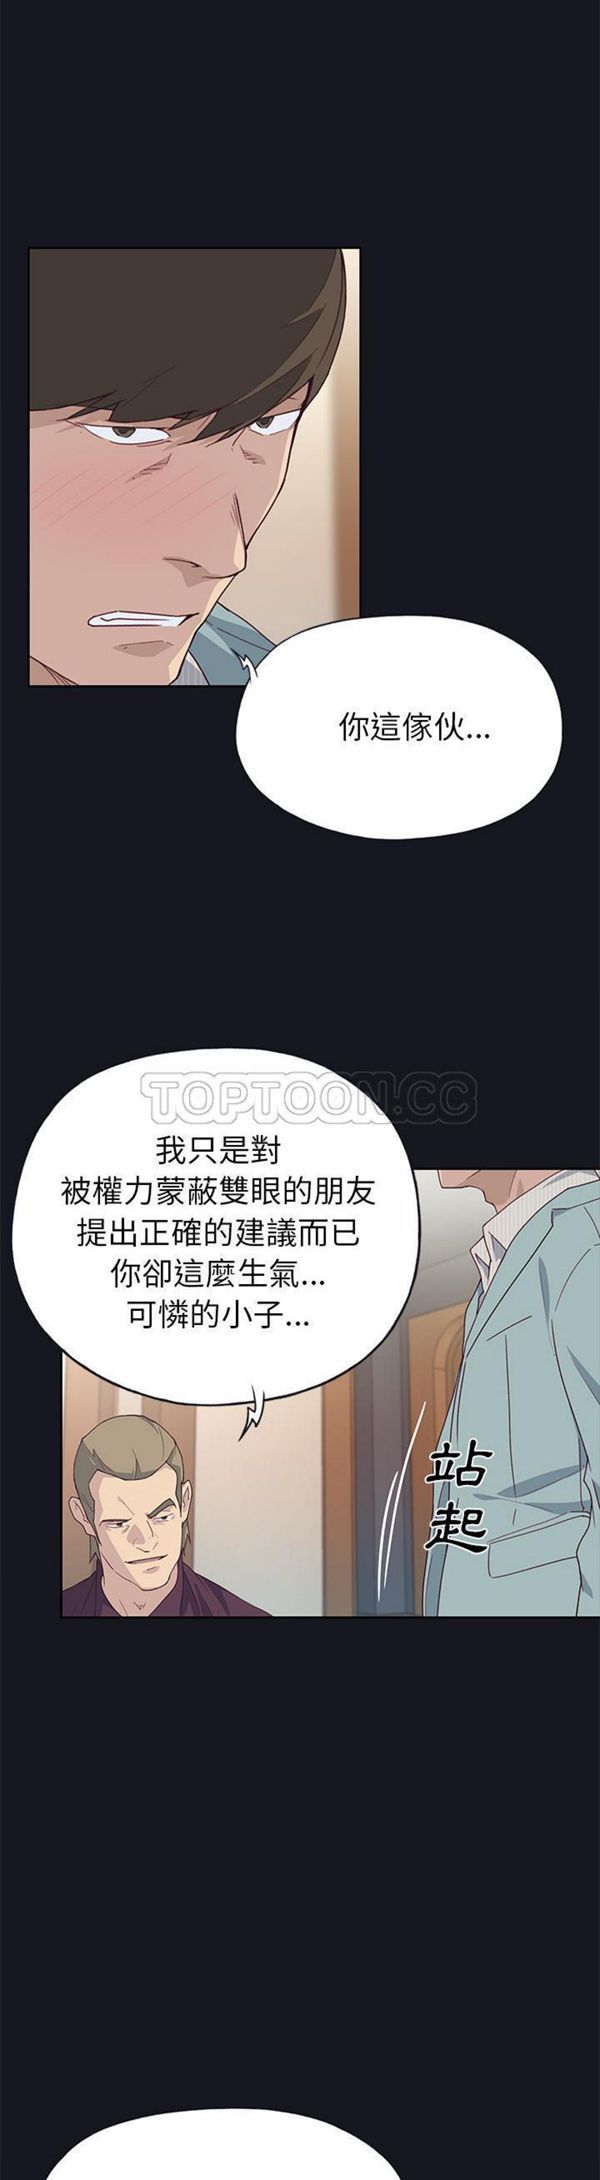 你這傢伙...
TOPTOON.CC
我只是對
被權力蒙蔽雙眼的朋友
提出正確的建議而已
你卻這麼生氣...
可憐的小子...
站起